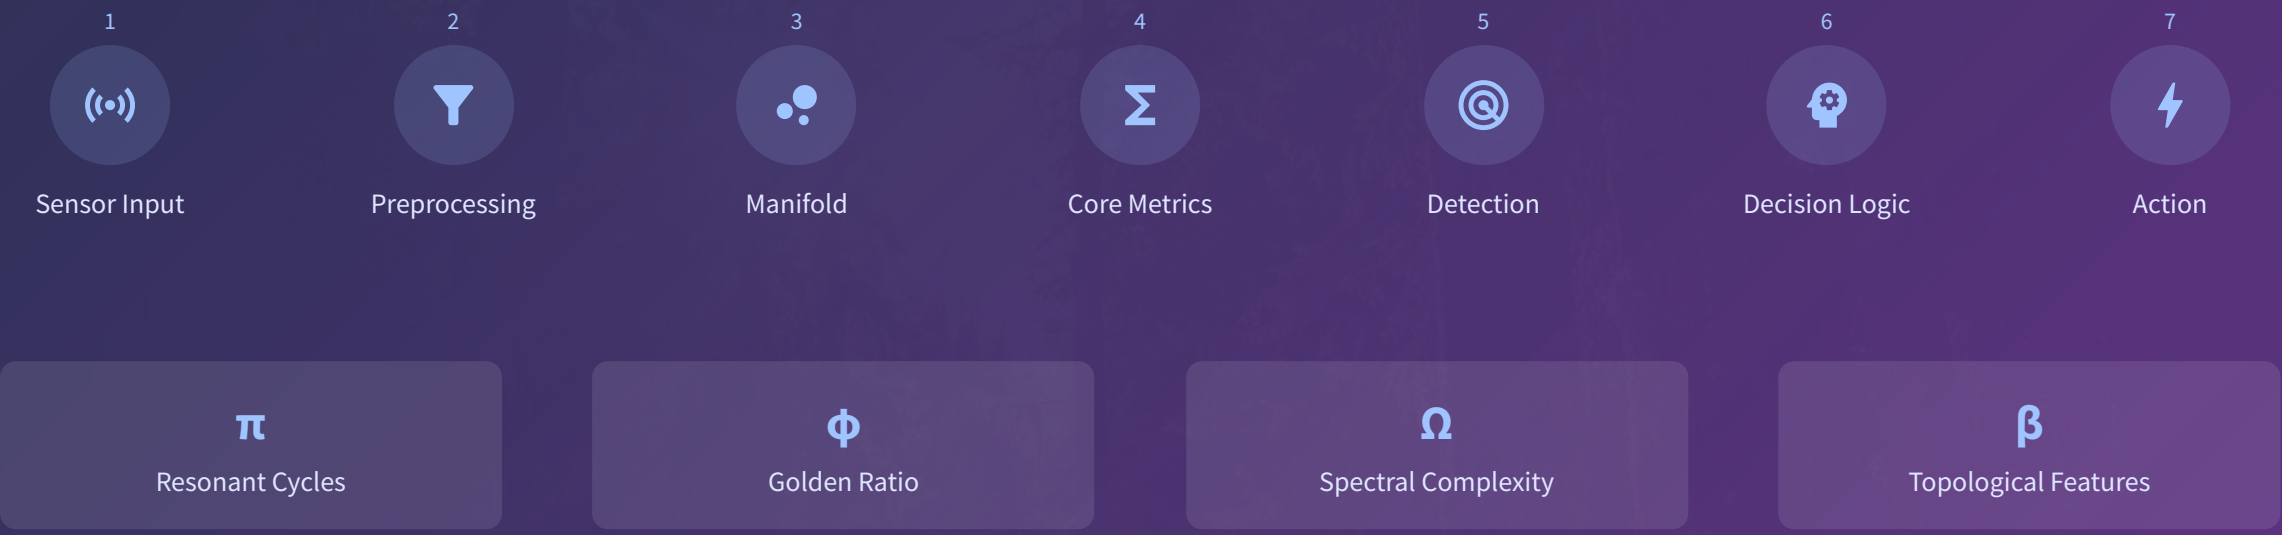 1 2 3 4 5 6 7
Σ
Sensor Input Preprocessing Manifold Core Metrics Detection Decision Logic Action
π ϕ Ω β
Resonant Cycles Golden Ratio Spectral Complexity Topological Features